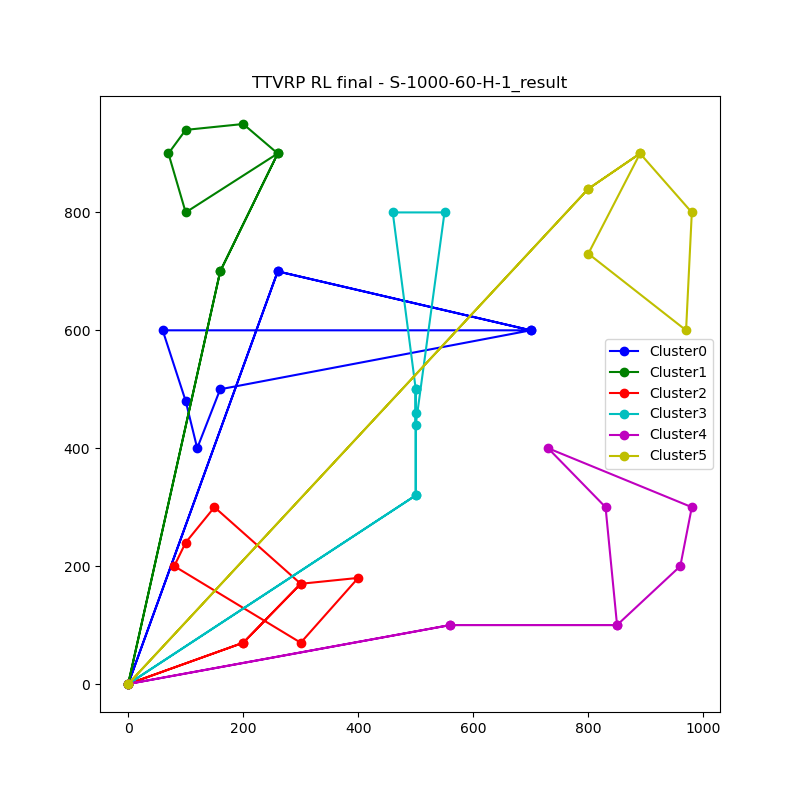 TTVRP RL final - S-1000-60-H-1_result
800
600
400
200
0
Cluster0
Cluster1
Cluster2
Cluster3
Cluster4
Cluster5
0 200 400 600 800 1000